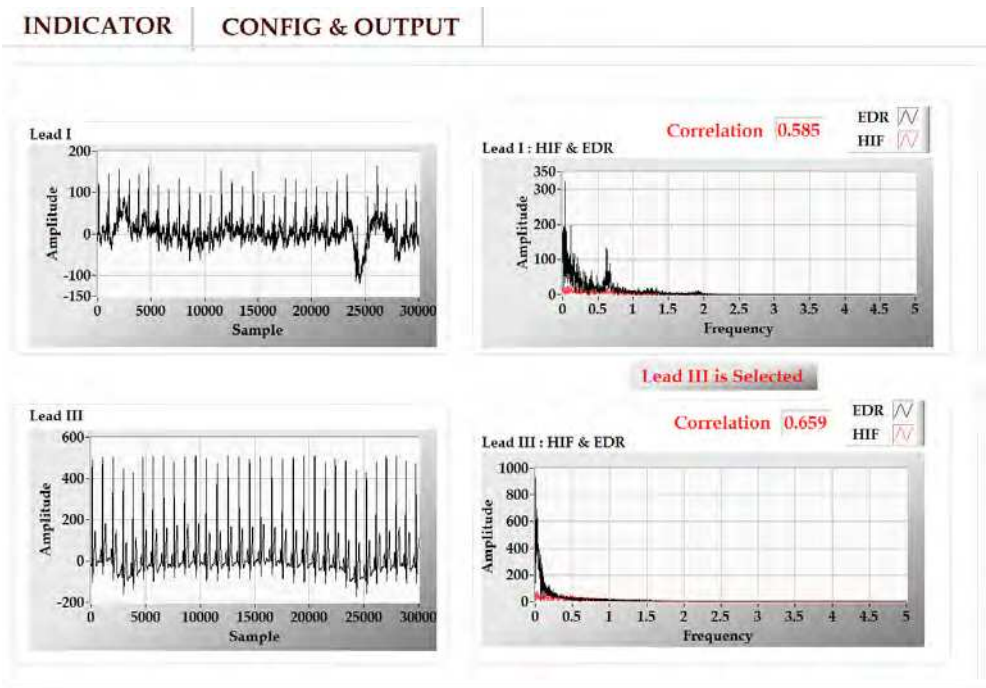 INDICATOR CONFIG & OUTPUT
Lead I
200
100
0
-100
-150
Amplitude
0 5000 10000 15000 20000 25000 30000
Sample
Correlation 0.585
EDR
HIF
Lead I : HIF & EDR
350
300
200
100
0
Amplitude
0 0.5 1 1.5 2 2.5 3 3.5 4 4.5 5
Frequency
Lead III is Selected
Lead III
600
400
200
0
-200
Amplitude
0 5000 10000 15000 20000 25000 30000
Sample
Correlation 0.659
EDR
HIF
Lead III : HIF & EDR
1000
800
600
400
200
0
Amplitude
0 0.5 1 1.5 2 2.5 3 3.5 4 4.5 5
Frequency